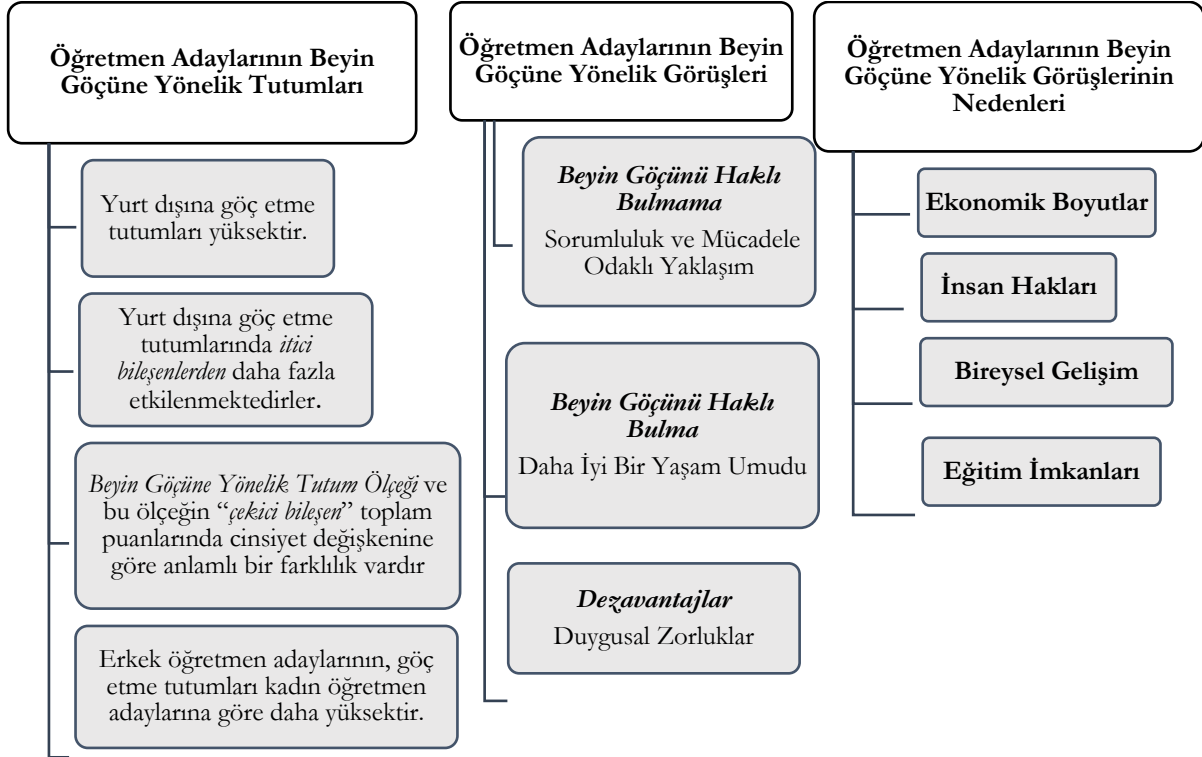 Öğretmen Adaylarının Beyin
Göçüne Yönelik Tutumları
Yurt dışına göç etme
tutumları yüksektir.
Yurt dışına göç etme
tutumlarında itici
bileşenlerden daha fazla
etkilenmektedirler.
Beyin Göçüne Yönelik Tutum Ölçeği ve
bu ölçeğin “çekici bileşen” toplam
puanlarında cinsiyet değişkenine
göre anlamlı bir farklılık vardır
Erkek öğretmen adaylarının, göç
etme tutumları kadın öğretmen
adaylarına göre daha yüksektir.
Öğretmen Adaylarının Beyin
Göçüne Yönelik Görüşleri
Beyin Göçünü Haklı
Bulmama
Sorumluluk ve Mücadele
Odaklı Yaklaşım
Beyin Göçünü Haklı
Bulma
Daha İyi Bir Yaşam Umudu
Dezavantajlar
Duygusal Zorluklar
Öğretmen Adaylarının Beyin
Göçüne Yönelik Görüşlerinin
Nedenleri
Ekonomik Boyutlar
İnsan Hakları
Bireysel Gelişim
Eğitim İmkanları